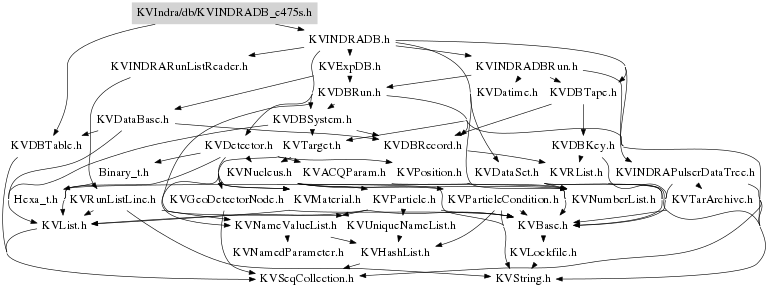 KVIndra/db/KVINDRADB_c475s.h
KVINDRADB.h
KVINDRARunListReader.h
KVExpDB.h
KVINDRADBRun.h
KVDBRun.h
KVDatime.h
KVDBTape.h
KVDataBase.h
KVDBSystem.h
KVDBTable.h
KVDetector.h
KVTarget.h
KVDBRecord.h
KVDBKey.h
Binary_t.h
KVNucleus.h
KVACQParam.h
KVPosition.h
KVDataSet.h
KVRList.h
KVINDRAPulserDataTree.h
Hexa_t.h
KVRunListLine.h
KVGeoDetectorNode.h
KVMaterial.h
KVParticle.h
KVParticleCondition.h
KVNumberList.h
KVTarArchive.h
KVList.h
KVNameValueList.h
KVUniqueNameList.h
KVBase.h
KVNamedParameter.h
KVHashList.h
KVLockfile.h
KVSeqCollection.h
KVString.h